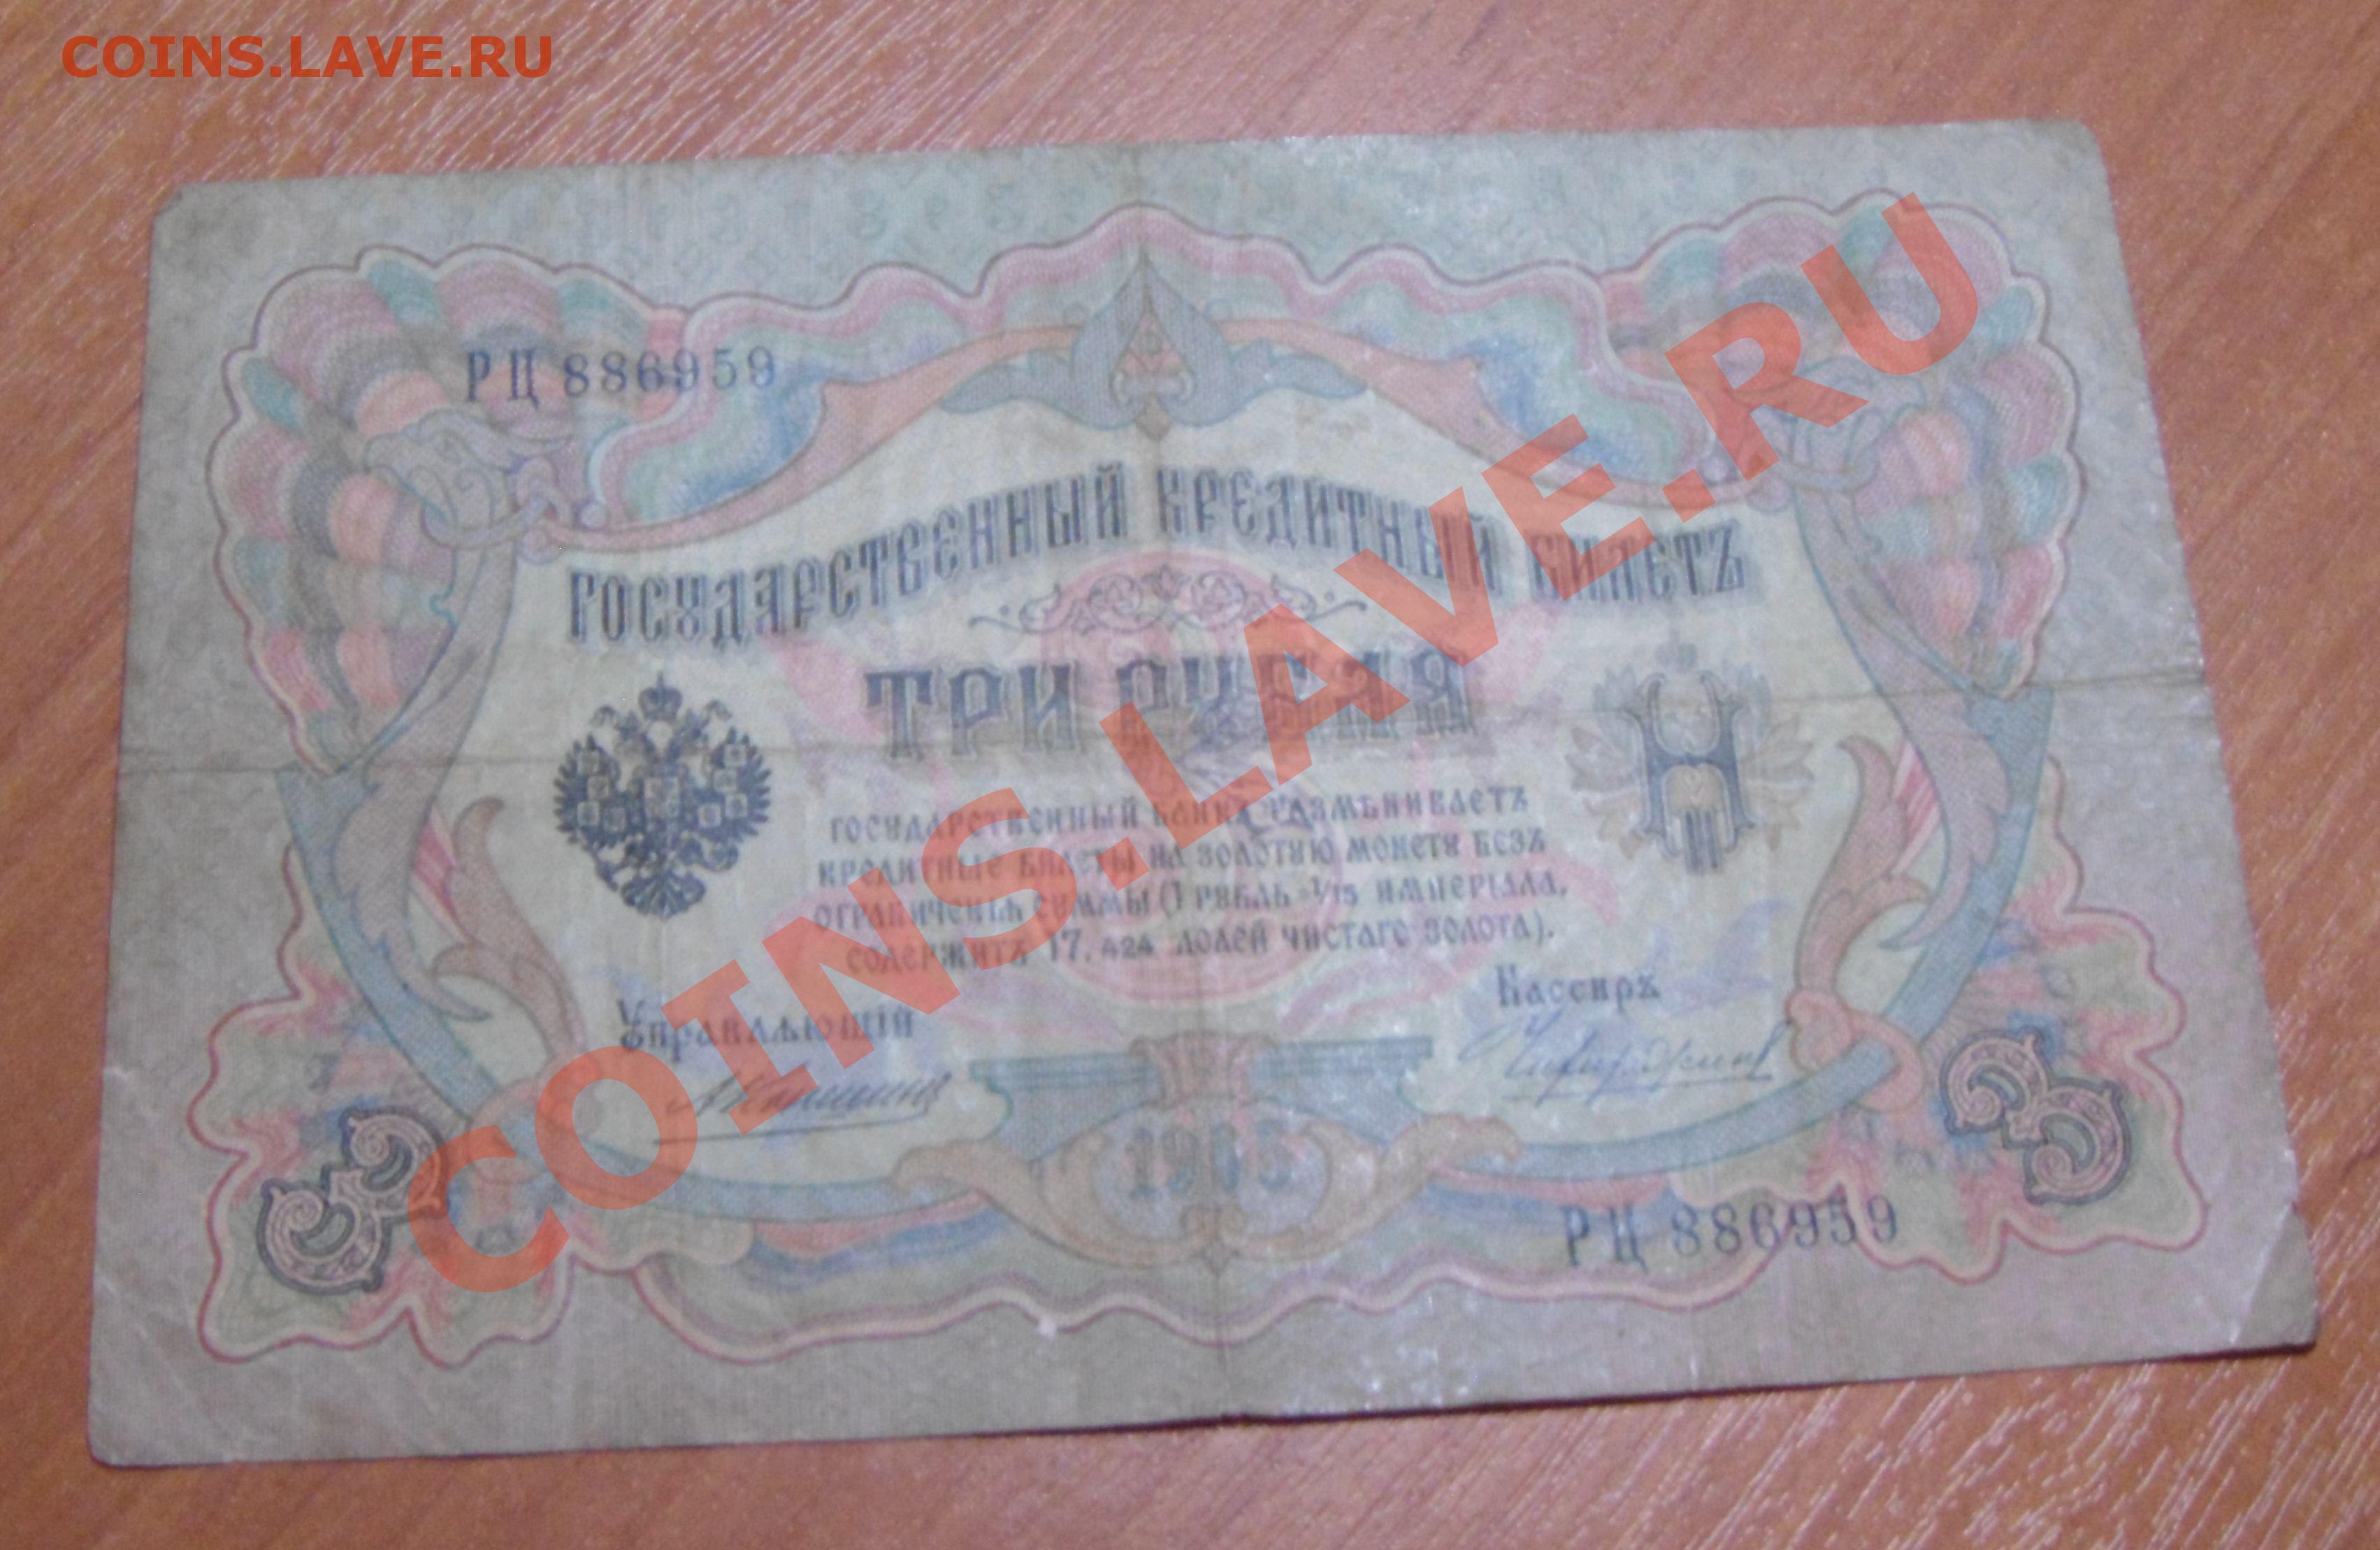 COINS.LAVE.RU
РЦ 886959
ГОСУДАРСТВЕННЫЙ КРЕДИТНЫЙ БИЛЕТЪ
ТРИ РУБЛЯ
ГОСУДАРСТВЕННЫЙ БАНКЪ РАЗМѢНИВАЕТЪ
КРЕДИТНЫЕ БИЛЕТЫ НА ЗОЛОТУЮ МОНЕТУ БЕЗЪ
ОГРАНИЧЕНІЯ СУММЫ (1 РУБЛЬ = 1/15 ИМПЕРІАЛА,
СОДЕРЖИТЪ 17,424 ДОЛЕЙ ЧИСТАГО ЗОЛОТА).
Н
Управляющій
Кассиръ
1905
3
3
РЦ 886959
COINS.LAVE.RU